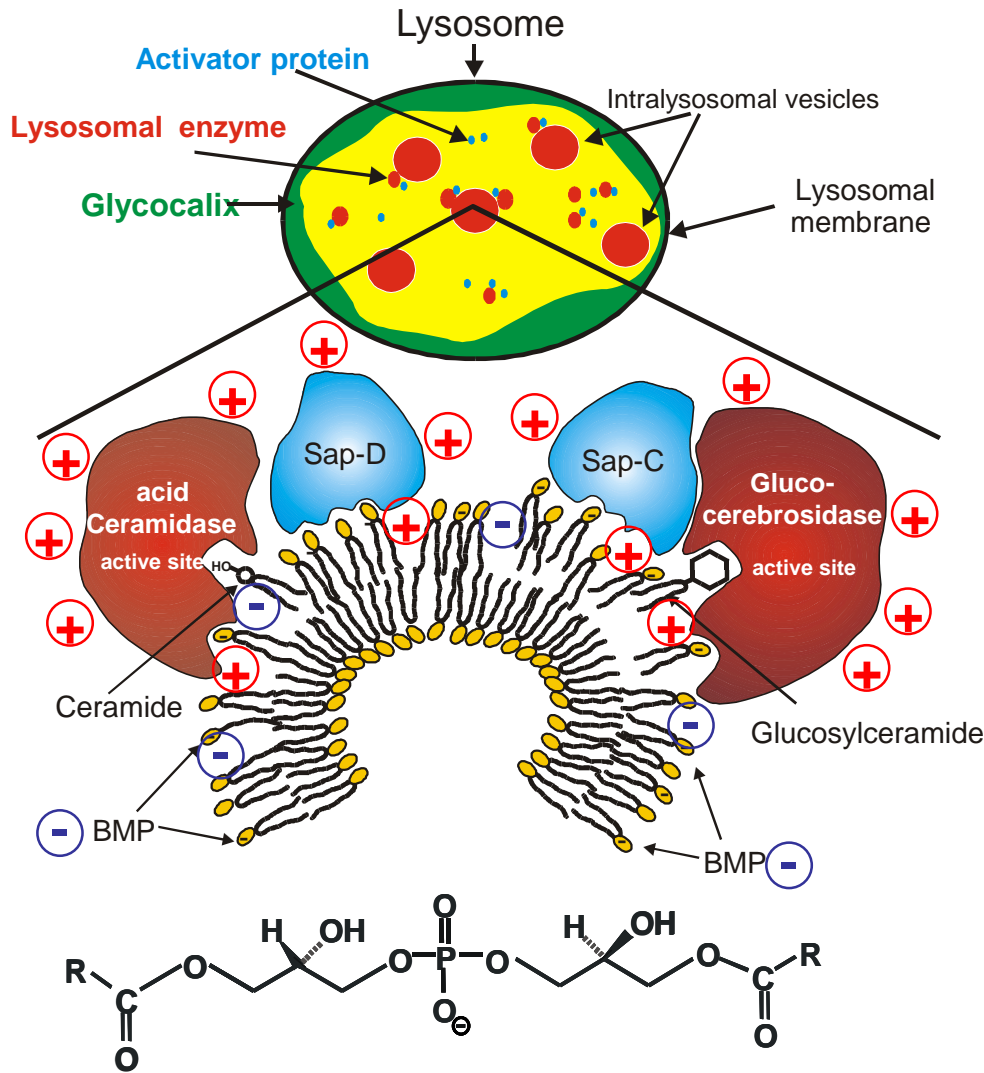 Lysosome
Activator protein
Intralysosomal vesicles
Lysosomal enzyme
Glycocalix
Lysosomal
membrane
+
+
+
+
+
+
Sap-D
Sap-C
acid
Ceramidase
active site
Gluco-
cerebrosidase
active site
+
+
-
-
+
+
+
HO
-
+
+
+
+
+
Ceramide
Glucosylceramide
-
-
- BMP
BMP -
O
H OH H OH
R O O P O O R
C O C
O ⊖ O